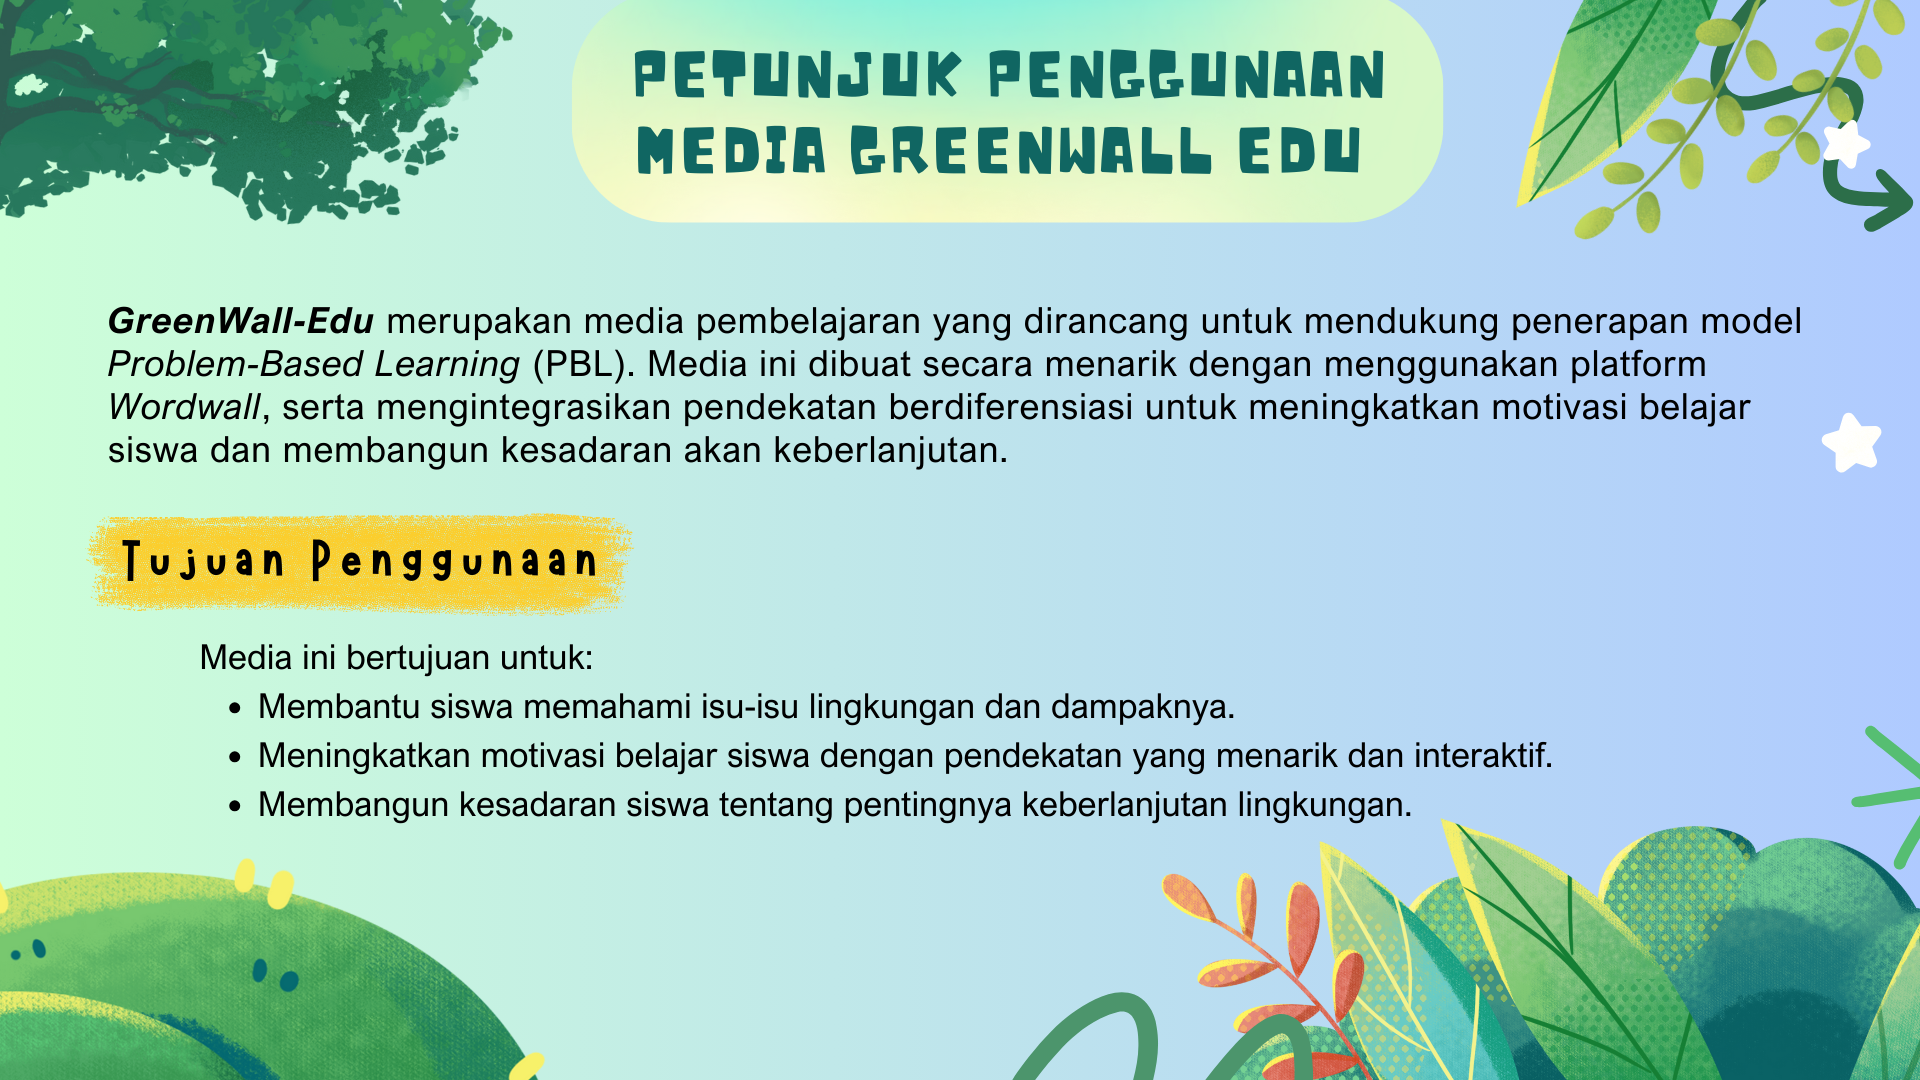 PETUNJUK PENGGUNAAN
MEDIA GREENWALL EDU
GreenWall-Edu merupakan media pembelajaran yang dirancang untuk mendukung penerapan model
Problem-Based Learning (PBL). Media ini dibuat secara menarik dengan menggunakan platform
Wordwall, serta mengintegrasikan pendekatan berdiferensiasi untuk meningkatkan motivasi belajar
siswa dan membangun kesadaran akan keberlanjutan.
Tujuan Penggunaan
Media ini bertujuan untuk:
• Membantu siswa memahami isu-isu lingkungan dan dampaknya.
• Meningkatkan motivasi belajar siswa dengan pendekatan yang menarik dan interaktif.
• Membangun kesadaran siswa tentang pentingnya keberlanjutan lingkungan.